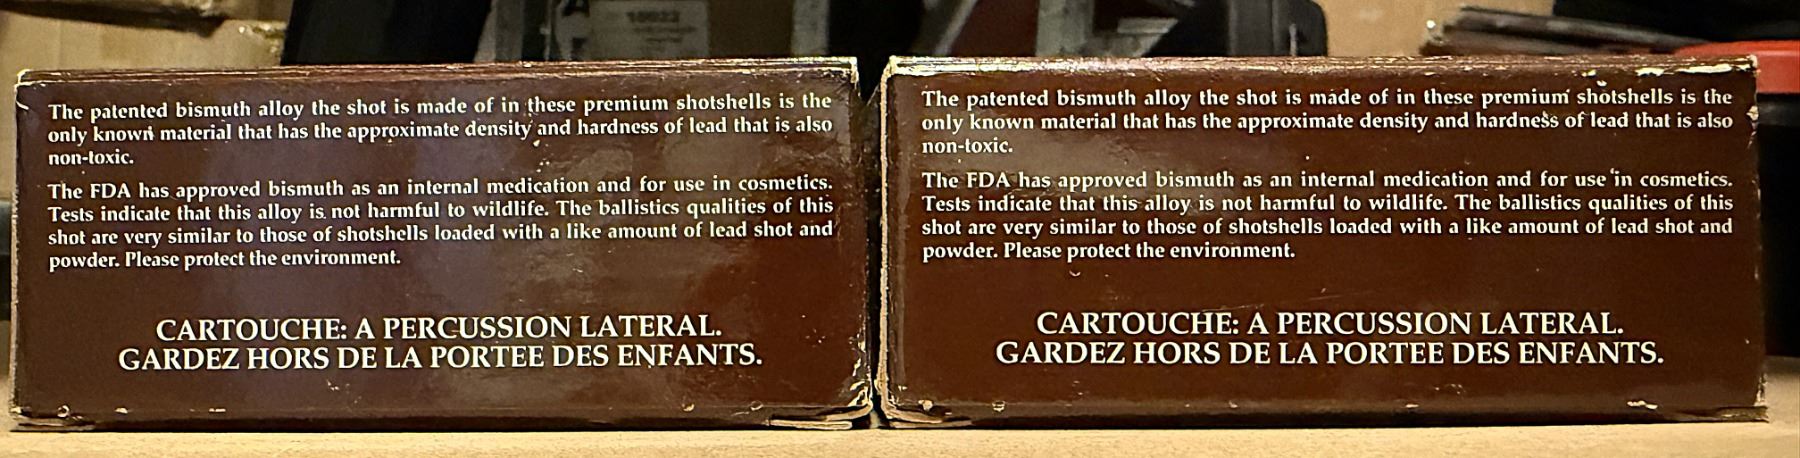 The patented bismuth alloy the shot is made of in these premium shotshells is the
only known material that has the approximate density and hardness of lead that is also
non-toxic.
The FDA has approved bismuth as an internal medication and for use in cosmetics.
Tests indicate that this alloy is not harmful to wildlife. The ballistics qualities of this
shot are very similar to those of shotshells loaded with a like amount of lead shot and
powder. Please protect the environment.
CARTOUCHE: A PERCUSSION LATERAL.
GARDEZ HORS DE LA PORTEE DES ENFANTS.
The patented bismuth alloy the shot is made of in these premium shotshells is the
only known material that has the approximate density and hardness of lead that is also
non-toxic.
The FDA has approved bismuth as an internal medication and for use in cosmetics.
Tests indicate that this alloy is not harmful to wildlife. The ballistics qualities of this
shot are very similar to those of shotshells loaded with a like amount of lead shot and
powder. Please protect the environment.
CARTOUCHE: A PERCUSSION LATERAL.
GARDEZ HORS DE LA PORTEE DES ENFANTS.